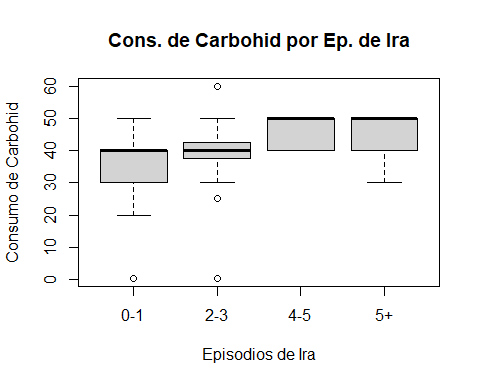 Cons. de Carbohid por Ep. de Ira
Consumo de Carbohid
60
50
40
30
20
10
0
0-1 2-3 4-5 5+
Episodios de Ira